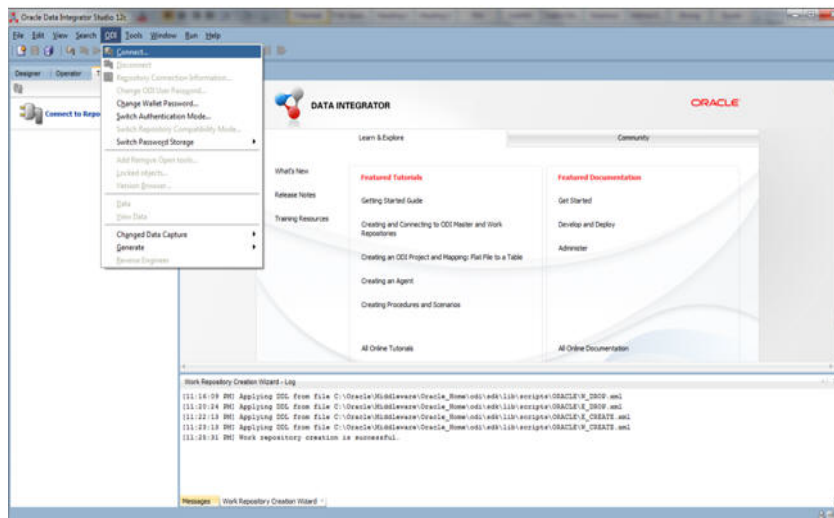 Oracle Data Integrator Studio 12c
File Edit View Search ODI Tools Window Run Help
Connect...
Disconnect
Repository Connection Information...
Change ODI User Password...
Change Wallet Password...
Switch Authentication Mode...
Switch Repository Compatibility Mode...
Switch Password Storage
Add Remove Open tools...
Locked objects...
Version Browser...
Data
View Data
Changed Data Capture
Generate
Reverse Engineer
Designer Operator T
Connect to Repo
DATA INTEGRATOR
ORACLE
Learn & Explore
Community
What's New
Release Notes
Training Resources
Featured Tutorials
Getting Started Guide
Creating and Connecting to ODI Master and Work
Repositories
Creating an ODI Project and Mapping: Flat File to a Table
Creating an Agent
Creating Procedures and Scenarios
All Online Tutorials
Featured Documentation
Get Started
Develop and Deploy
Administer
All Online Documentation
Work Repository Creation Wizard - Log
[11:16:09 PM] Applying DDL from file C:\Oracle\Middleware\Oracle_Home\odi\sdk\lib\scripts\ORACLE\W_DROP.xml
[11:20:24 PM] Applying DDL from file C:\Oracle\Middleware\Oracle_Home\odi\sdk\lib\scripts\ORACLE\E_DROP.xml
[11:22:13 PM] Applying DDL from file C:\Oracle\Middleware\Oracle_Home\odi\sdk\lib\scripts\ORACLE\E_CREATE.xml
[11:23:13 PM] Applying DDL from file C:\Oracle\Middleware\Oracle_Home\odi\sdk\lib\scripts\ORACLE\W_CREATE.xml
[11:25:31 PM] Work repository creation is successful.
Messages Work Repository Creation Wizard